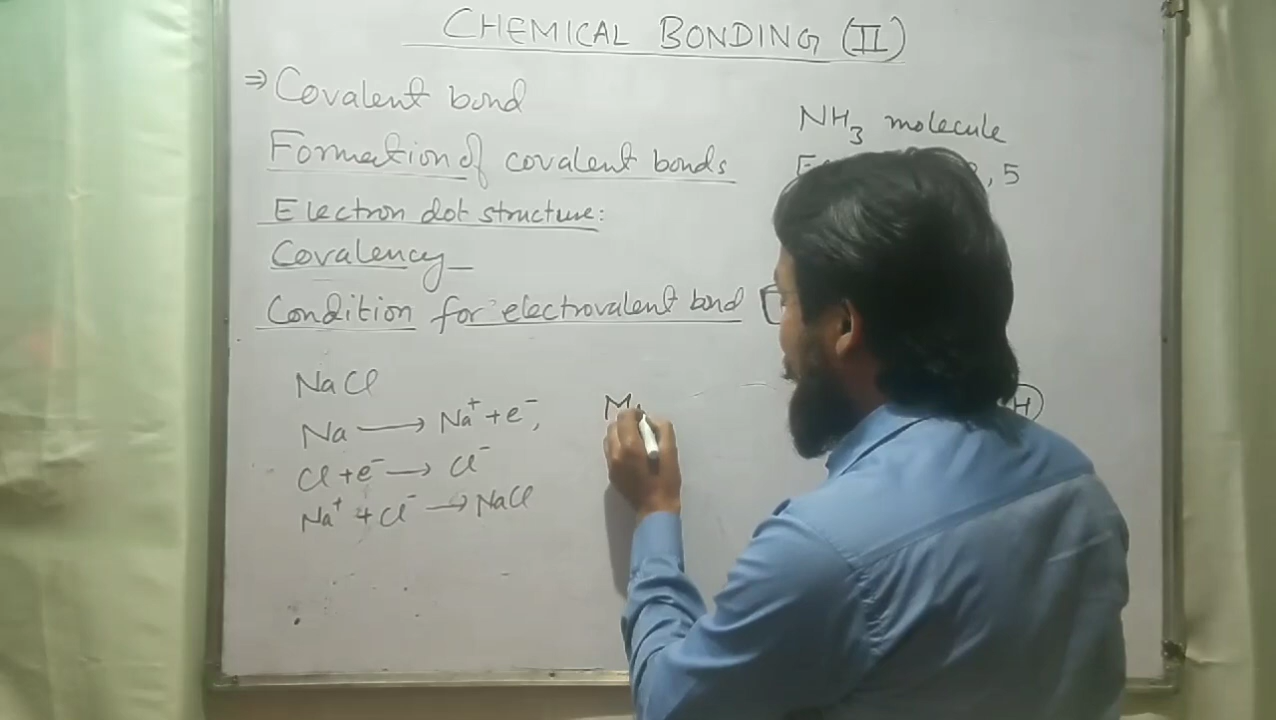 CHEMICAL BONDING (II)
⇒ Covalent bond
Formation of covalent bonds
Electron dot structure:
Covalency
Condition for electrovalent bond
NaCl
Na → Na⁺ + e⁻,
Cl + e⁻ → Cl⁻
Na⁺ + Cl⁻ → NaCl
NH₃ molecule
, 5
H